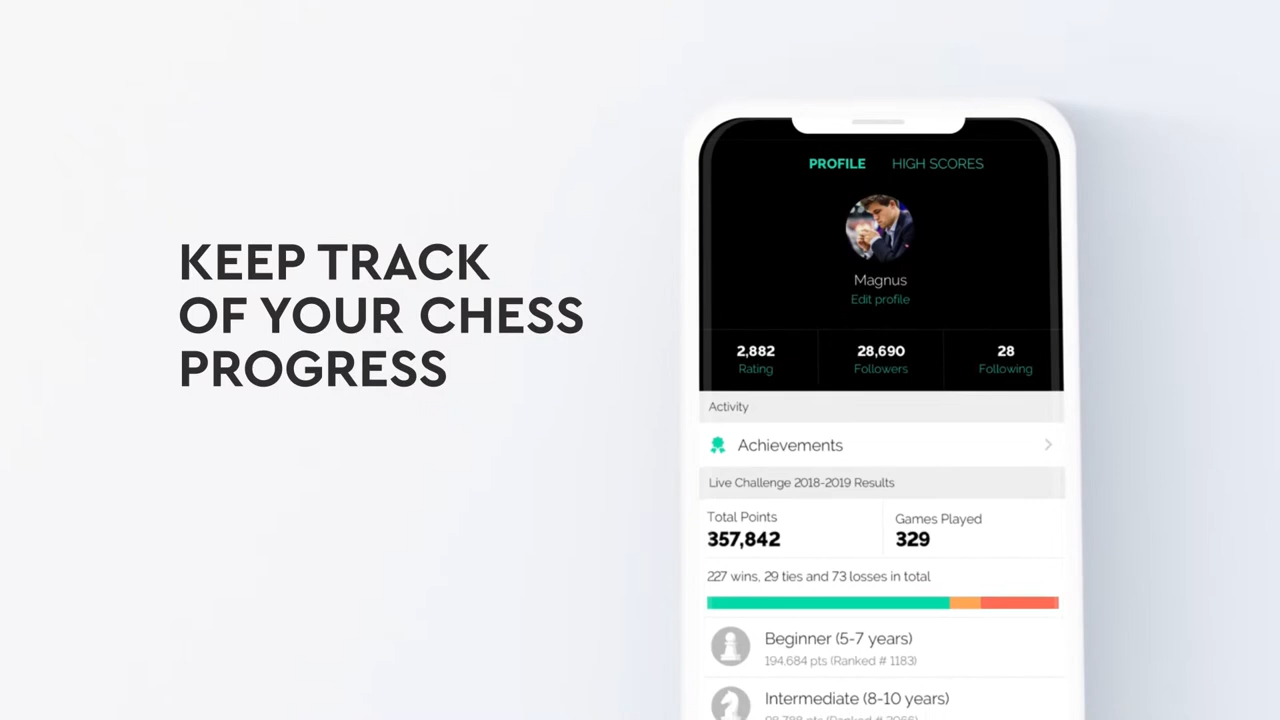 KEEP TRACK
OF YOUR CHESS
PROGRESS
PROFILE HIGH SCORES
Magnus
Edit profile
2,882 28,690 28
Rating Followers Following
Activity
Achievements
Live Challenge 2018-2019 Results
Total Points Games Played
357,842 329
227 wins, 29 ties and 73 losses in total
Beginner (5-7 years)
194,684 pts (Ranked # 1183)
Intermediate (8-10 years)